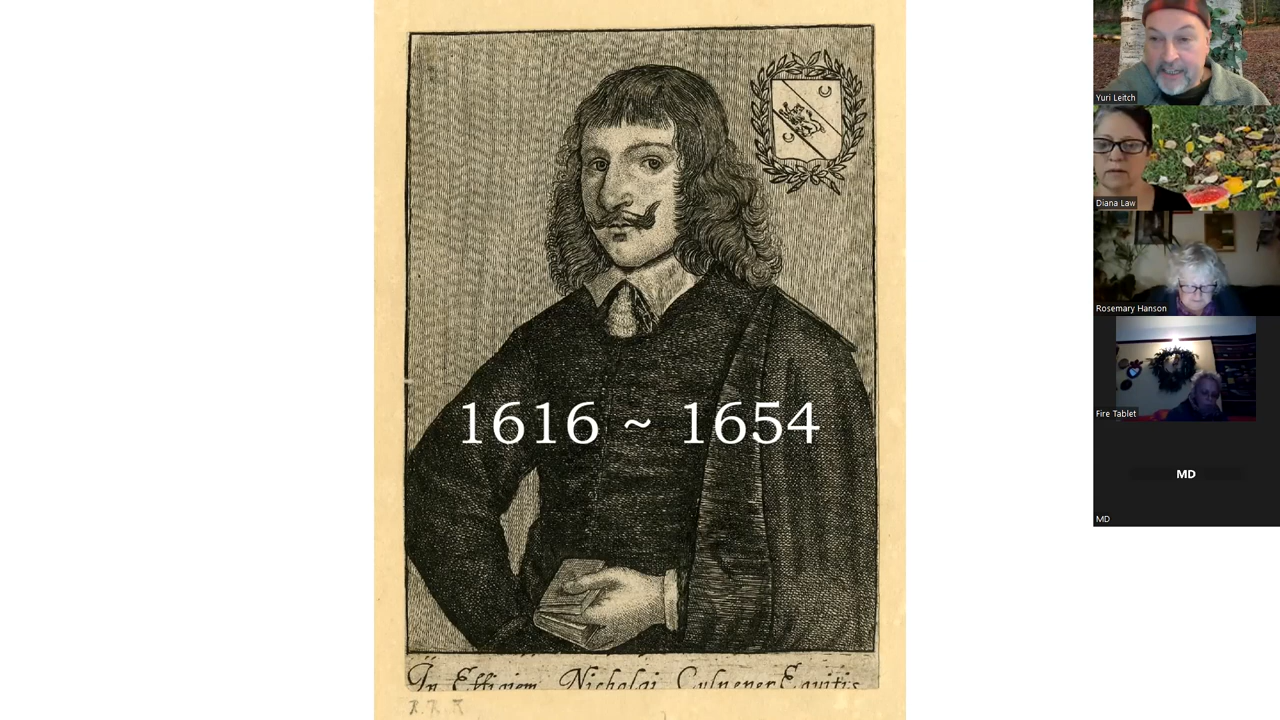 1616 ~ 1654
In Effigiem Nicholai Culpeper Equitis
Yuri Leitch
Diana Law
Rosemary Hanson
Fire Tablet
MD
MD